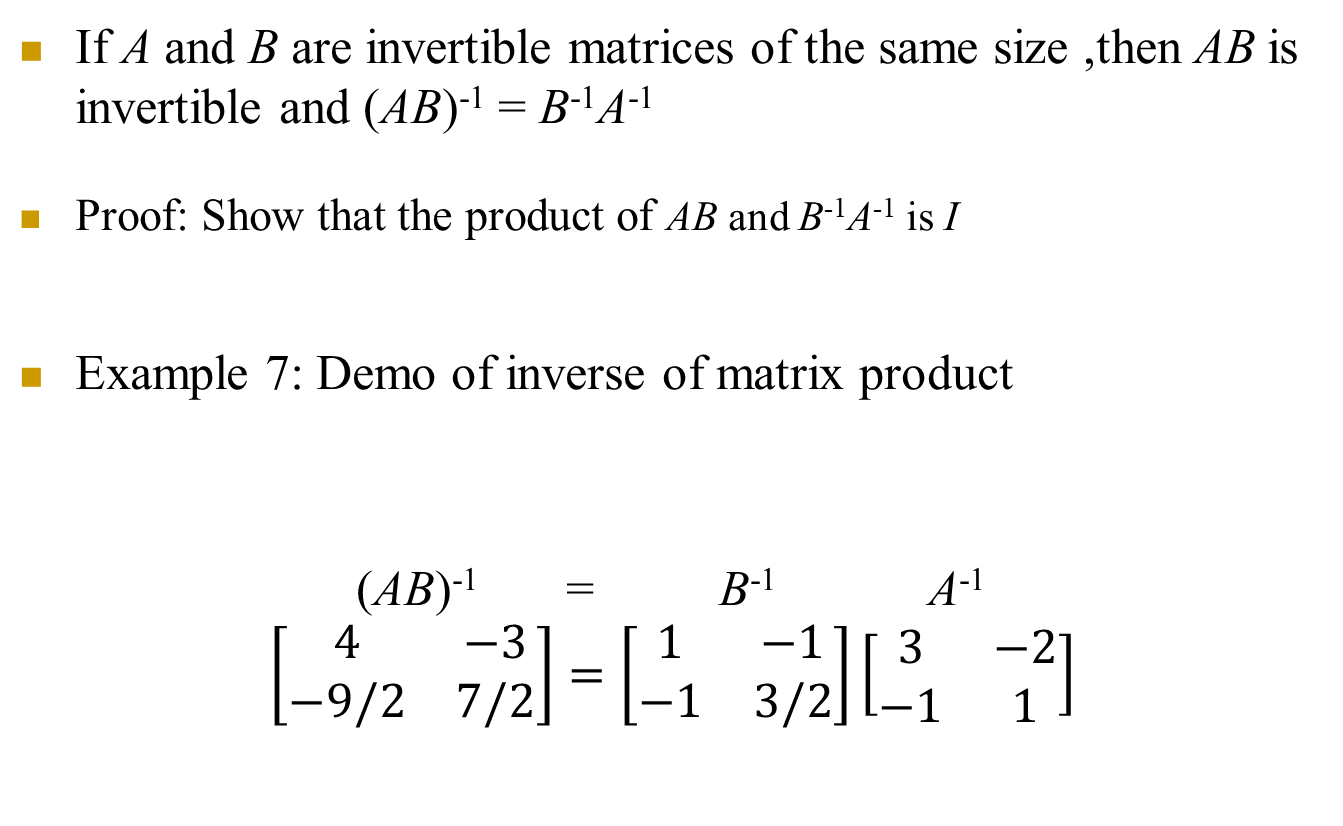 ▪ If A and B are invertible matrices of the same size ,then AB is
invertible and (AB)⁻¹ = B⁻¹A⁻¹
▪ Proof: Show that the product of AB and B⁻¹A⁻¹ is I
▪ Example 7: Demo of inverse of matrix product
(AB)⁻¹ = B⁻¹ A⁻¹
[4 −3; −9/2 7/2] = [1 −1; −1 3/2] [3 −2; −1 1]